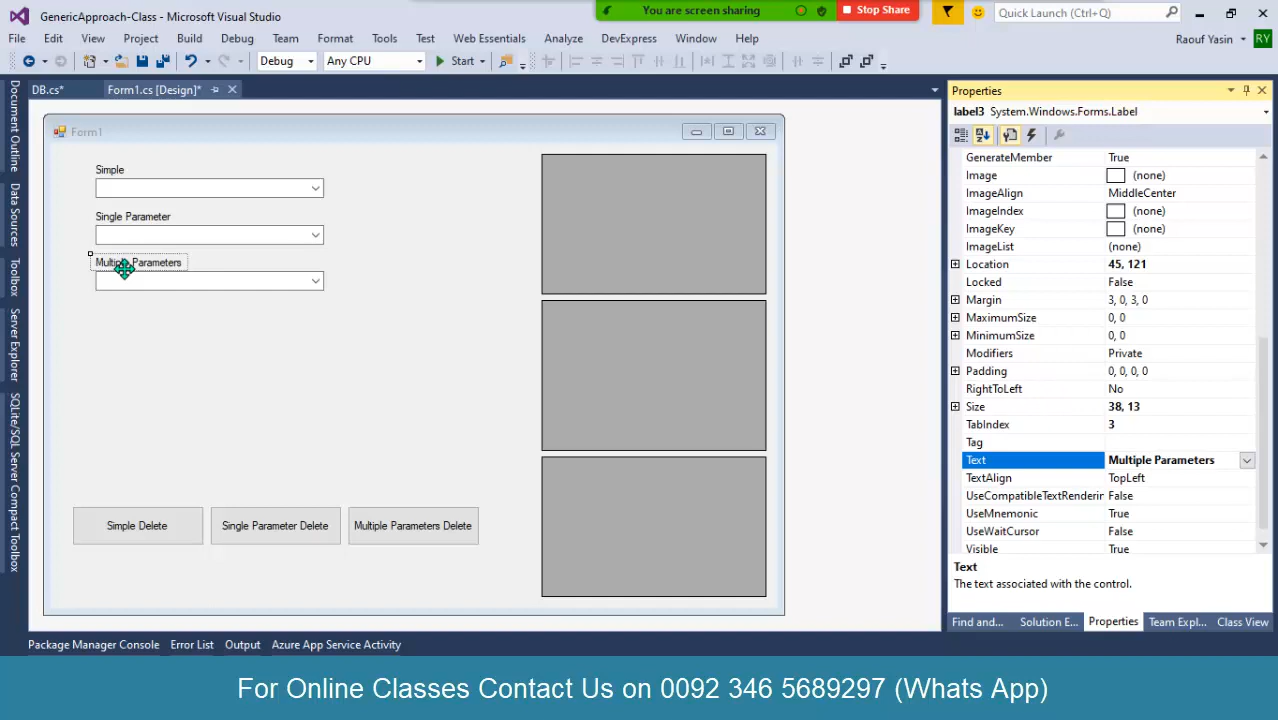 GenericApproach-Class - Microsoft Visual Studio
You are screen sharing
Stop Share
Quick Launch (Ctrl+Q)
File Edit View Project Build Debug Team Format Tools Test Web Essentials Analyze DevExpress Window Help
Raouf Yasin RY
Debug Any CPU Start
DB.cs*
Form1.cs [Design]*
Document Outline
Data Sources
Toolbox
Server Explorer
SQLite/SQL Server Compact Toolbox
Form1
Simple
Single Parameter
Multiple Parameters
Simple Delete
Single Parameter Delete
Multiple Parameters Delete
Properties
label3 System.Windows.Forms.Label
GenerateMember True
Image (none)
ImageAlign MiddleCenter
ImageIndex (none)
ImageKey (none)
ImageList (none)
Location 45, 121
Locked False
Margin 3, 0, 3, 0
MaximumSize 0, 0
MinimumSize 0, 0
Modifiers Private
Padding 0, 0, 0, 0
RightToLeft No
Size 38, 13
TabIndex 3
Tag
Text Multiple Parameters
TextAlign TopLeft
UseCompatibleTextRenderin False
UseMnemonic True
UseWaitCursor False
Visible True
Text
The text associated with the control.
Find and... Solution E... Properties Team Expl... Class View
Package Manager Console Error List Output Azure App Service Activity
For Online Classes Contact Us on 0092 346 5689297 (Whats App)